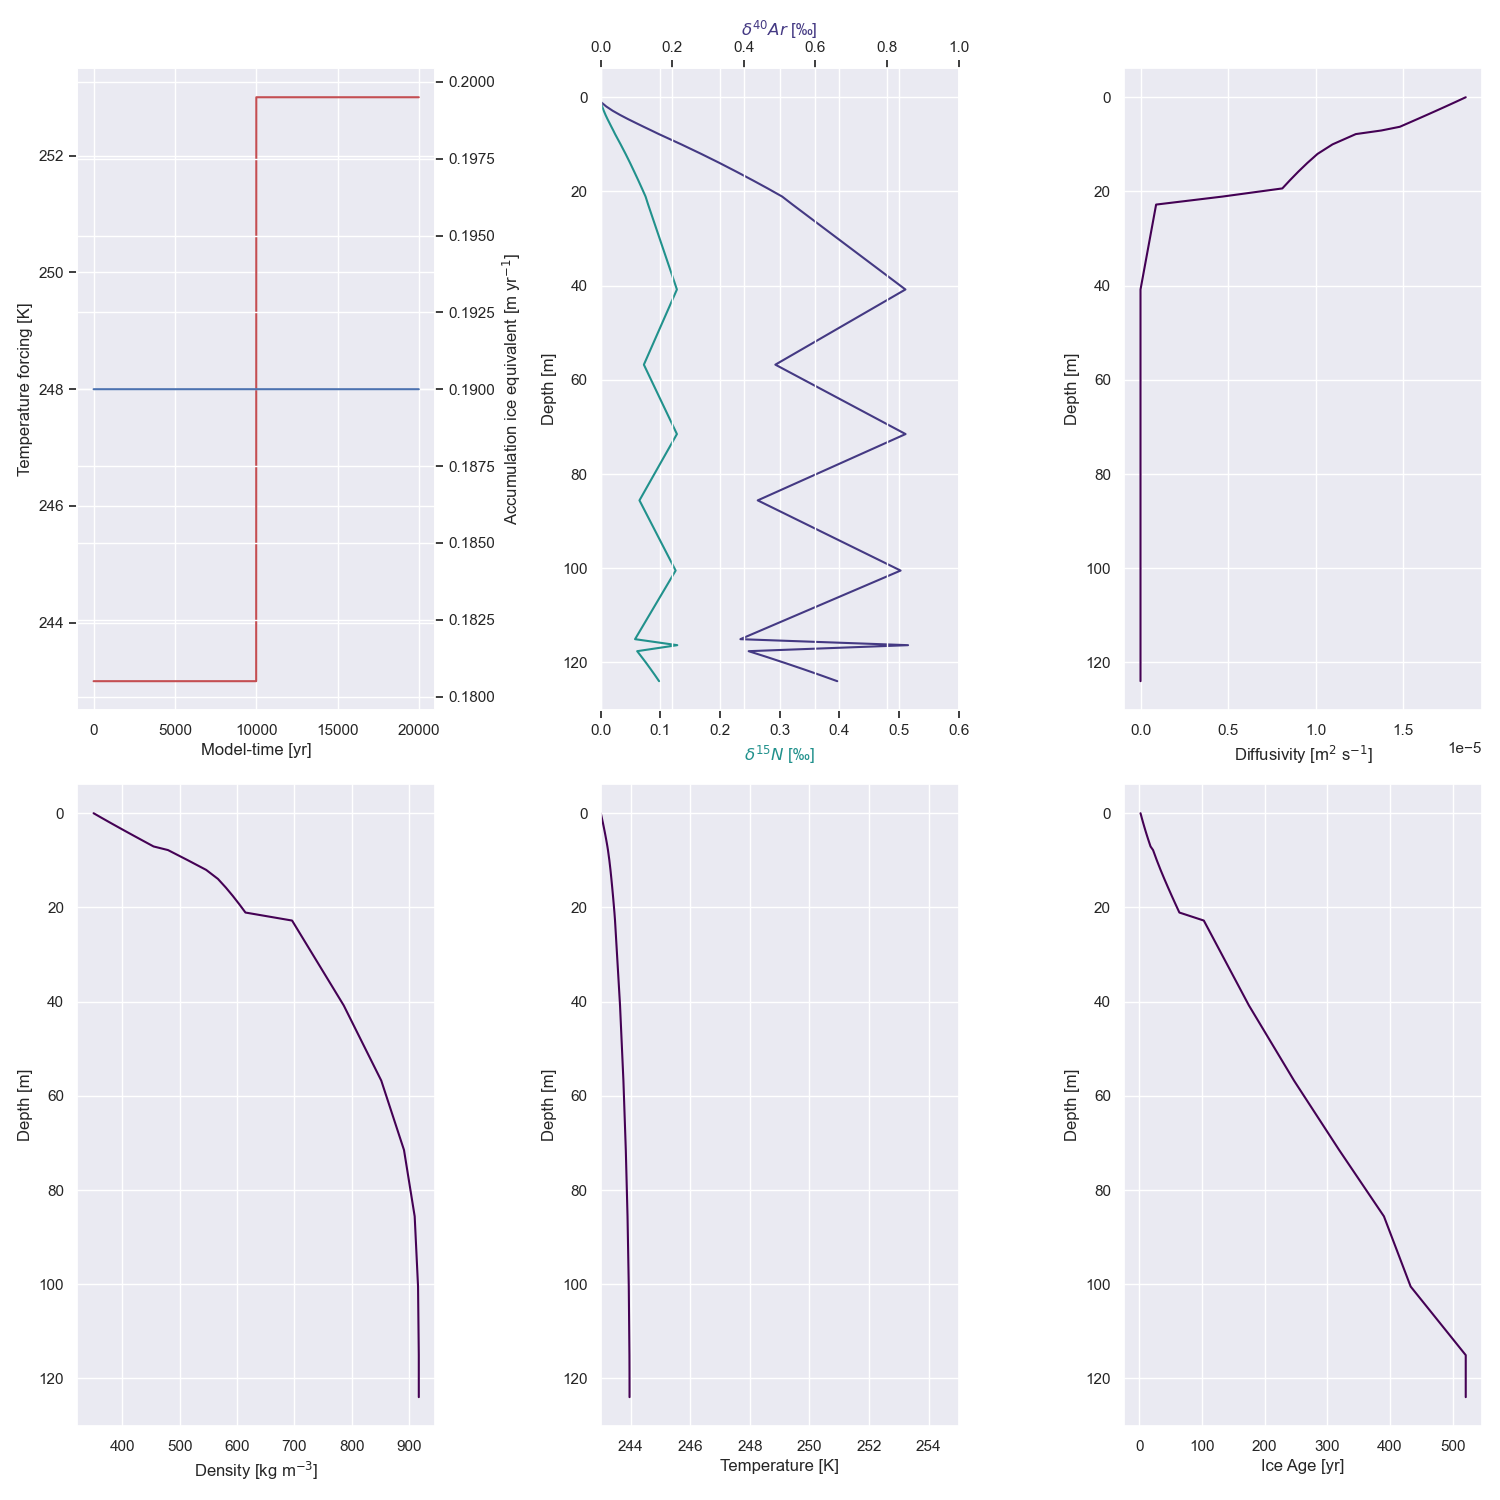 δ⁴⁰Ar [‰]
0.0 0.2 0.4 0.6 0.8 1.0
252
250
248
246
244
Temperature forcing [K]
0.2000
0.1975
0.1950
0.1925
0.1900
0.1875
0.1850
0.1825
0.1800
Accumulation ice equivalent [m yr⁻¹]
0 5000 10000 15000 20000
Model-time [yr]
0
20
40
60
80
100
120
Depth [m]
0.0 0.1 0.2 0.3 0.4 0.5 0.6
δ¹⁵N [‰]
0
20
40
60
80
100
120
Depth [m]
0.0 0.5 1.0 1.5
1e−5
Diffusivity [m² s⁻¹]
0
20
40
60
80
100
120
Depth [m]
400 500 600 700 800 900
Density [kg m⁻³]
0
20
40
60
80
100
120
Depth [m]
244 246 248 250 252 254
Temperature [K]
0
20
40
60
80
100
120
Depth [m]
0 100 200 300 400 500
Ice Age [yr]